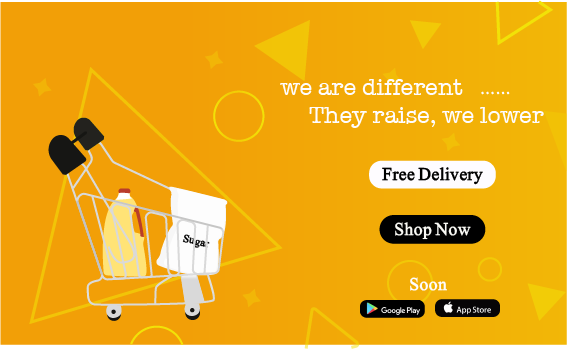 we are different ......
They raise, we lower
Free Delivery
Sugar
Shop Now
Soon
Google Play
App Store